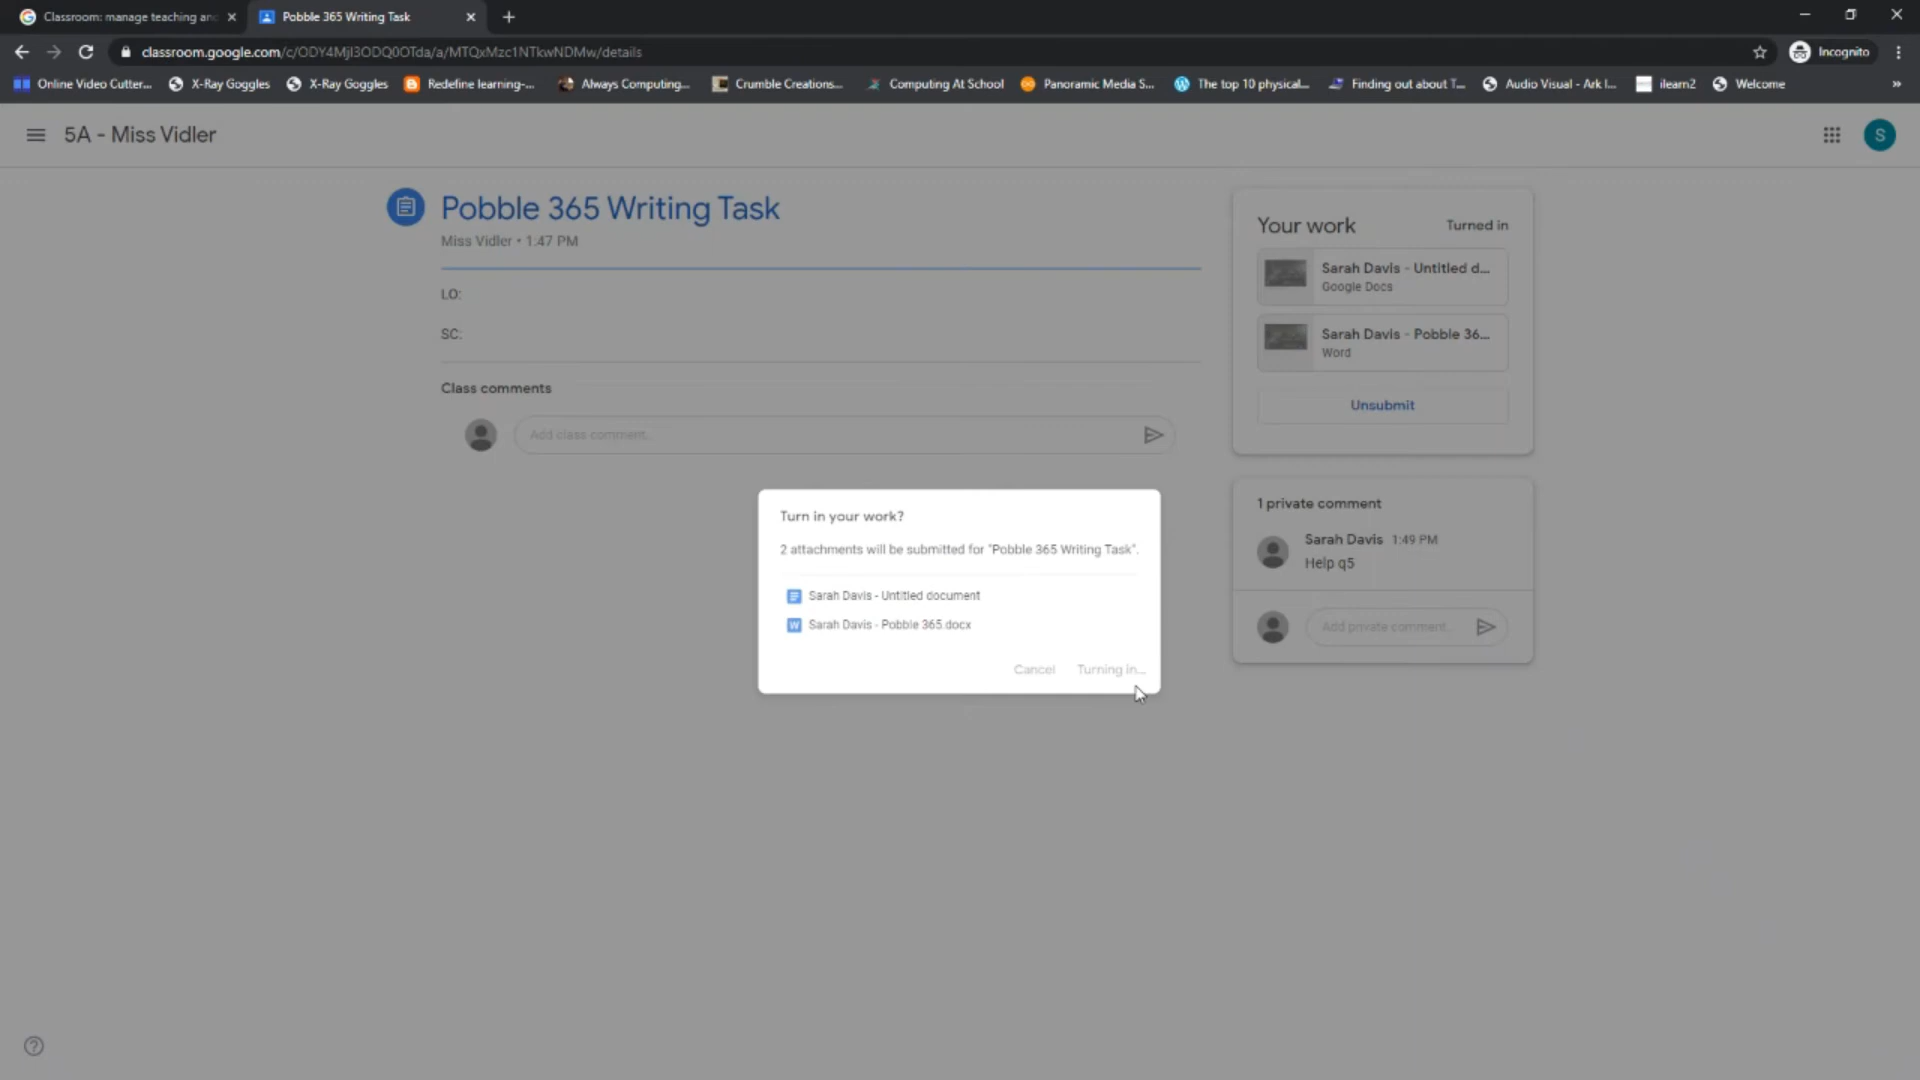 Classroom: manage teaching and
Pobble 365 Writing Task
classroom.google.com/c/ODY4MjI3ODQ0OTda/a/MTQxMzc1NTkwNDMw/details
Incognito
Online Video Cutter...
X-Ray Goggles
X-Ray Goggles
Redefine learning-...
Always Computing...
Crumble Creations...
Computing At School
Panoramic Media S...
The top 10 physical...
Finding out about T...
Audio Visual - Ark I...
ilearn2
Welcome
»
5A - Miss Vidler
S
Pobble 365 Writing Task
Miss Vidler • 1:47 PM
LO:
SC:
Class comments
Add class comment...
Your work
Turned in
Sarah Davis - Untitled d...
Google Docs
Sarah Davis - Pobble 36...
Word
Unsubmit
1 private comment
Sarah Davis 1:49 PM
Help q5
Add private comment...
Turn in your work?
2 attachments will be submitted for "Pobble 365 Writing Task".
Sarah Davis - Untitled document
W Sarah Davis - Pobble 365.docx
Cancel
Turning in...